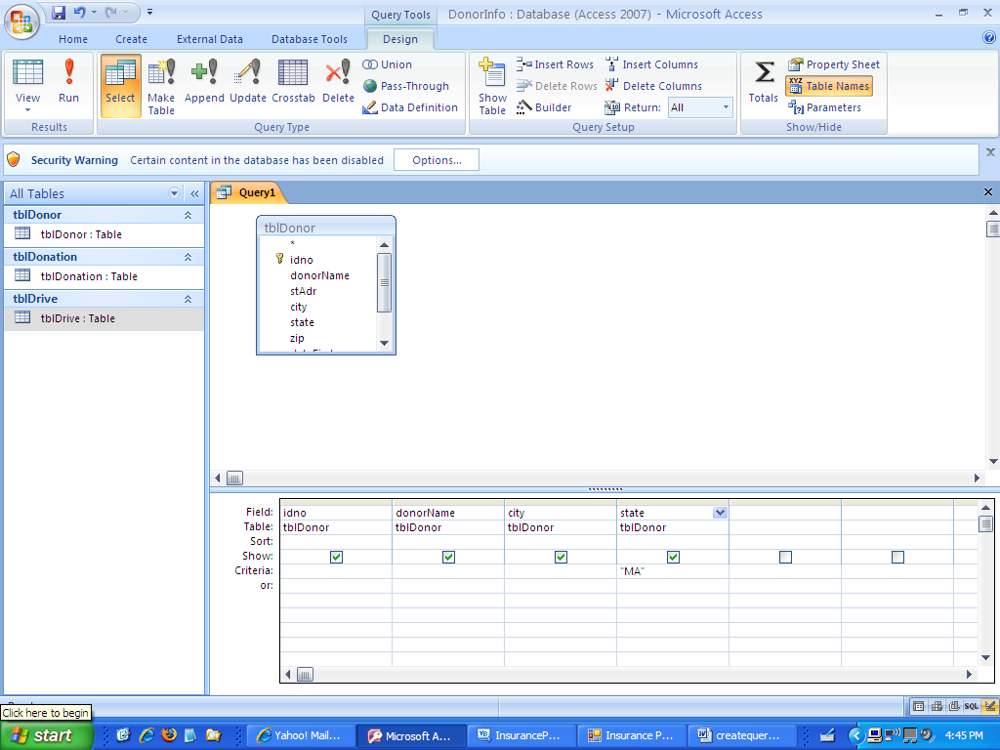 Query Tools DonorInfo : Database (Access 2007) - Microsoft Access
Home Create External Data Database Tools Design
View Run Select Make Table Append Update Crosstab Delete
Union
Pass-Through
Data Definition
Show Table
Insert Rows Insert Columns
Delete Rows Delete Columns
Builder Return: All
Totals
Property Sheet
Table Names
Parameters
Results Query Type Query Setup Show/Hide
Security Warning Certain content in the database has been disabled Options...
All Tables
tblDonor
tblDonor : Table
tblDonation
tblDonation : Table
tblDrive
tblDrive : Table
Query1
tblDonor
*
idno
donorName
stAdr
city
state
zip
Field: idno donorName city state
Table: tblDonor tblDonor tblDonor tblDonor
Sort:
Show:
Criteria: "MA"
or:
SQL
Click here to begin
start Yahoo! Mail... Microsoft A... InsuranceP... Insurance P... createquer... 4:45 PM